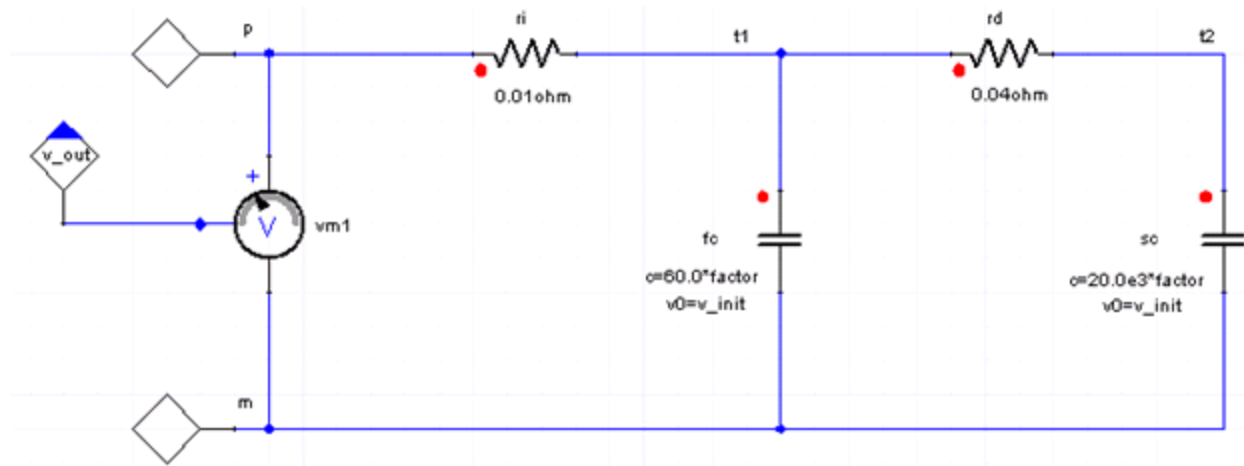 p
ri
0.01ohm
t1
rd
0.04ohm
t2
v_out
+
V
vm1
fc
c=60.0*factor
v0=v_init
sc
c=20.0e3*factor
v0=v_init
m